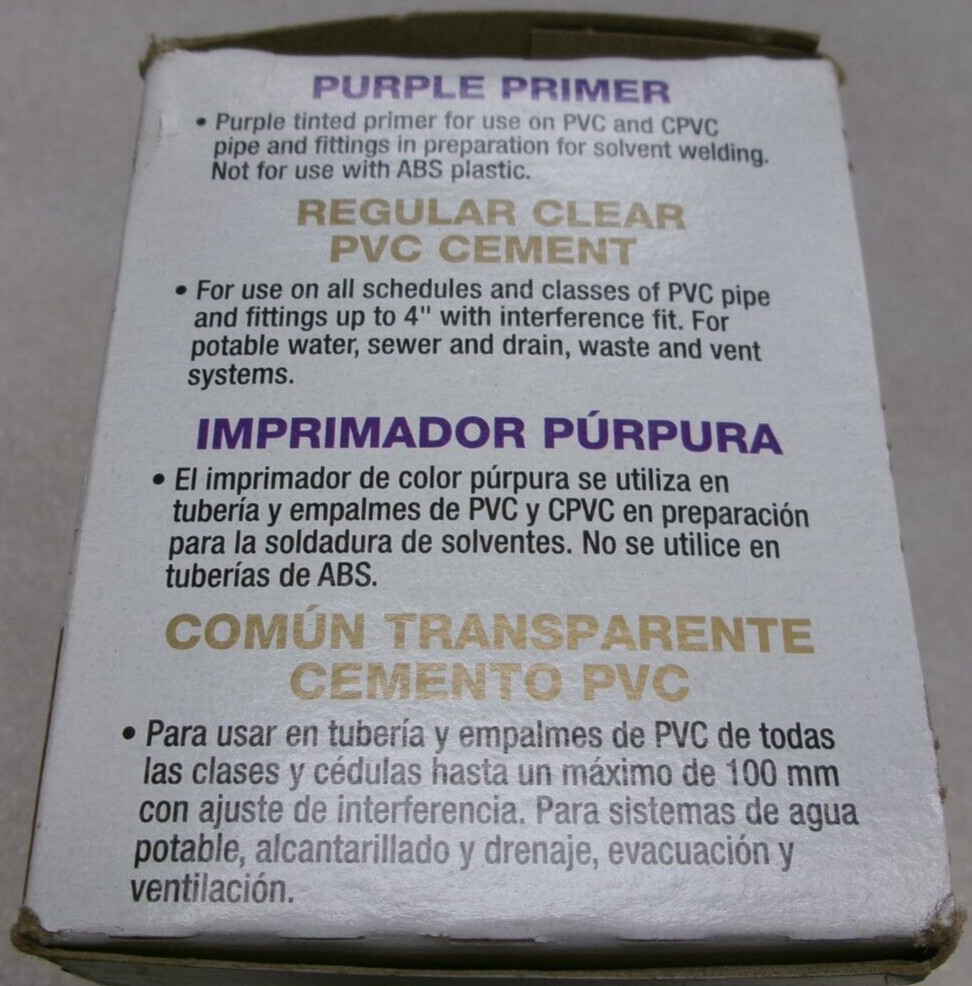 PURPLE PRIMER
• Purple tinted primer for use on PVC and CPVC
pipe and fittings in preparation for solvent welding.
Not for use with ABS plastic.
REGULAR CLEAR
PVC CEMENT
• For use on all schedules and classes of PVC pipe
and fittings up to 4" with interference fit. For
potable water, sewer and drain, waste and vent
systems.
IMPRIMADOR PÚRPURA
• El imprimador de color púrpura se utiliza en
tubería y empalmes de PVC y CPVC en preparación
para la soldadura de solventes. No se utilice en
tuberías de ABS.
COMÚN TRANSPARENTE
CEMENTO PVC
• Para usar en tubería y empalmes de PVC de todas
las clases y cédulas hasta un máximo de 100 mm
con ajuste de interferencia. Para sistemas de agua
potable, alcantarillado y drenaje, evacuación y
ventilación.